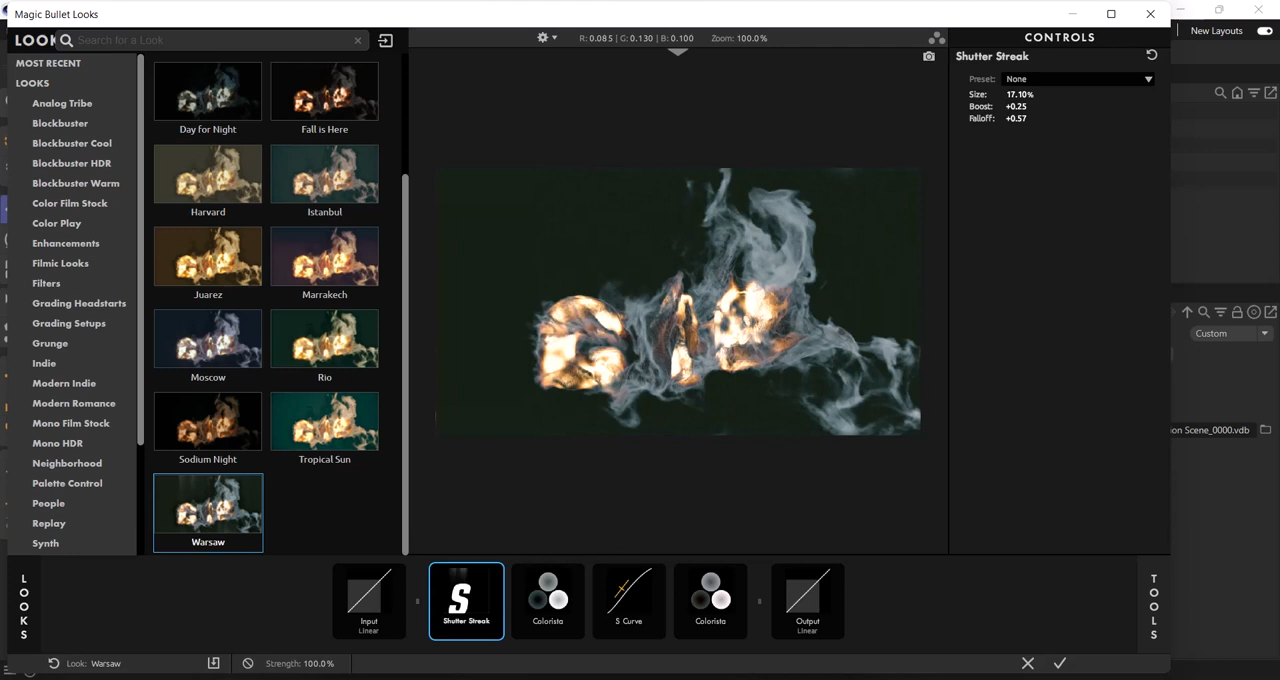 Magic Bullet Looks
New Layouts
LOOK
Search for a Look
R: 0.085 | G: 0.130 | B: 0.100
Zoom: 100.0%
CONTROLS
MOST RECENT
LOOKS
Analog Tribe
Blockbuster
Blockbuster Cool
Blockbuster HDR
Blockbuster Warm
Color Film Stock
Color Play
Enhancements
Filmic Looks
Filters
Grading Headstarts
Grading Setups
Grunge
Indie
Modern Indie
Modern Romance
Mono Film Stock
Mono HDR
Neighborhood
Palette Control
People
Replay
Synth
Day for Night
Fall is Here
Harvard
Istanbul
Juarez
Marrakech
Moscow
Rio
Sodium Night
Tropical Sun
Warsaw
Shutter Streak
Preset: None
Size: 17.10%
Boost: +0.25
Falloff: +0.57
Custom
ion Scene_0000.vdb
LOOKS
Input
Linear
S
Shutter Streak
Colorista
S Curve
Colorista
Output
Linear
TOOLS
Look: Warsaw
Strength: 100.0%